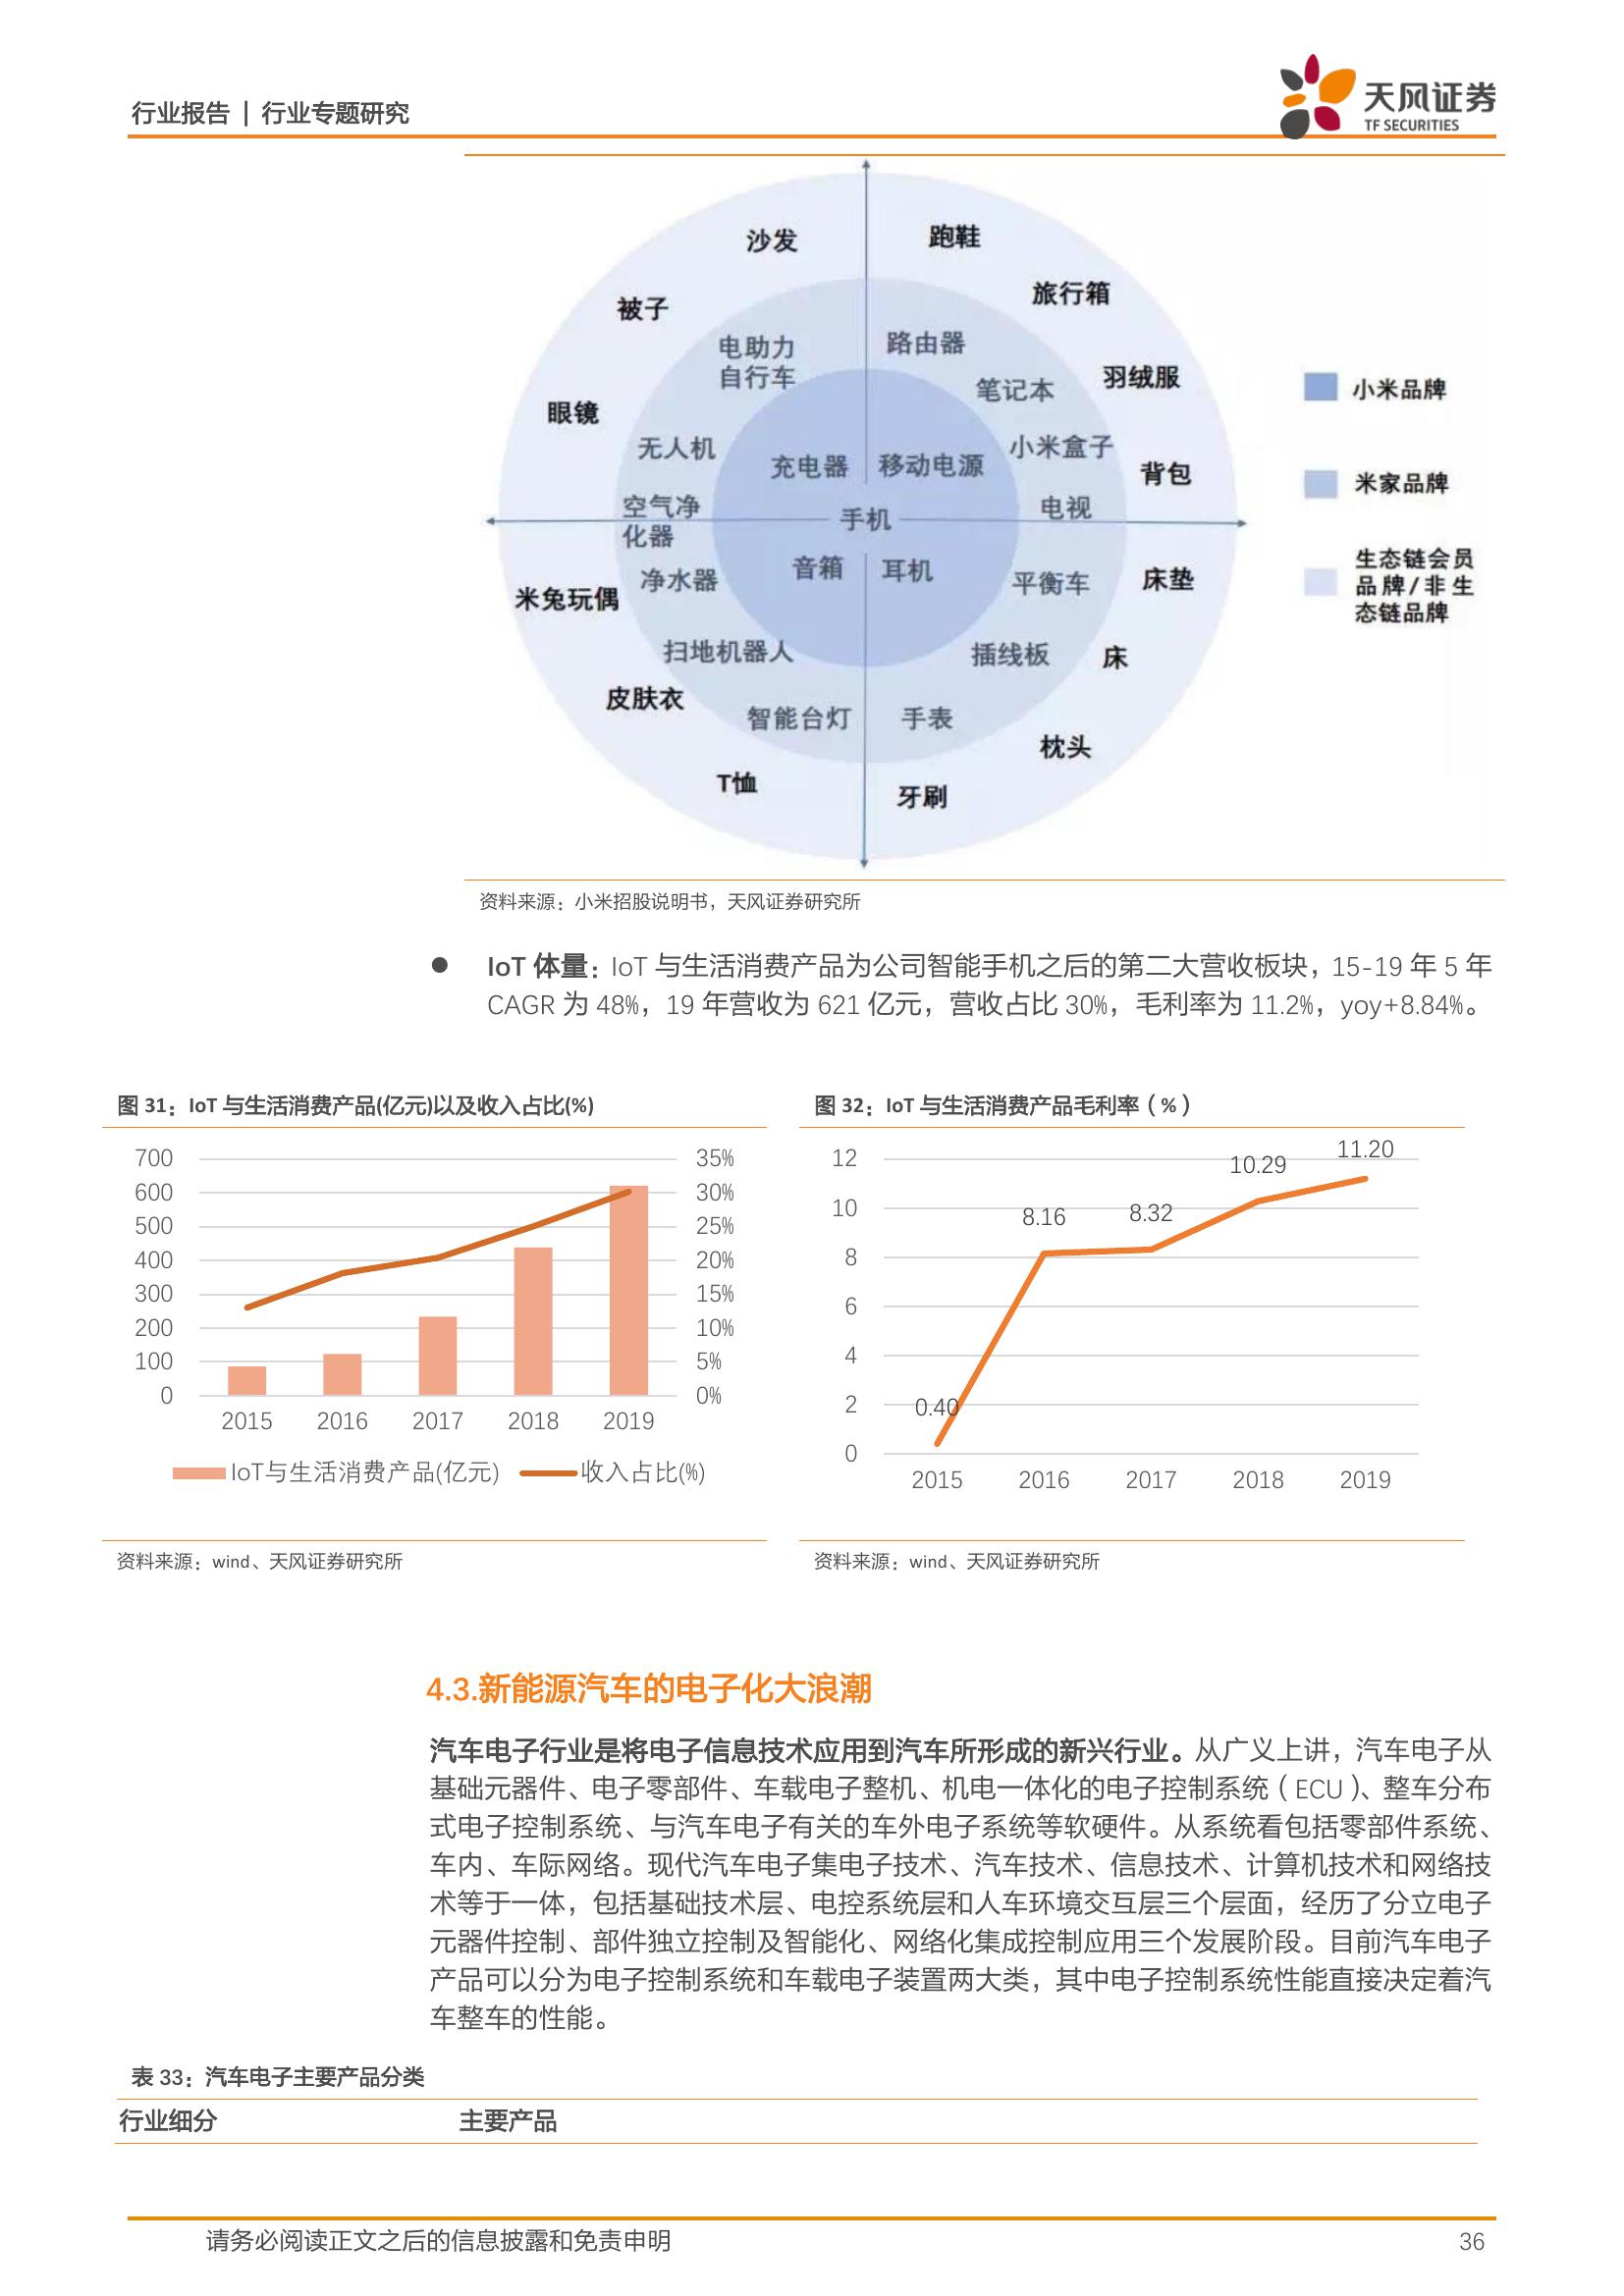 行业报告 | 行业专题研究
天风证券
TF SECURITIES
沙发
跑鞋
被子
旅行箱
电助力
自行车
路由器
眼镜
笔记本
羽绒服
无人机
小米盒子
充电器
移动电源
背包
空气净
化器
手机
电视
音箱
耳机
米兔玩偶
净水器
平衡车
床垫
扫地机器人
插线板
床
皮肤衣
智能台灯
手表
枕头
T恤
牙刷
小米品牌
米家品牌
生态链会员
品牌/非生
态链品牌
资料来源：小米招股说明书，天风证券研究所
● IoT 体量：IoT 与生活消费产品为公司智能手机之后的第二大营收板块，15-19 年 5 年
CAGR 为 48%，19 年营收为 621 亿元，营收占比 30%，毛利率为 11.2%，yoy+8.84%。
图 31：IoT 与生活消费产品(亿元)以及收入占比(%)
700
600
500
400
300
200
100
0
35%
30%
25%
20%
15%
10%
5%
0%
2015 2016 2017 2018 2019
IoT与生活消费产品(亿元) 收入占比(%)
资料来源：wind、天风证券研究所
图 32：IoT 与生活消费产品毛利率（%）
12
10
8
6
4
2
0
0.40
8.16
8.32
10.29
11.20
2015 2016 2017 2018 2019
资料来源：wind、天风证券研究所
4.3.新能源汽车的电子化大浪潮
汽车电子行业是将电子信息技术应用到汽车所形成的新兴行业。从广义上讲，汽车电子从
基础元器件、电子零部件、车载电子整机、机电一体化的电子控制系统（ECU）、整车分布
式电子控制系统、与汽车电子有关的车外电子系统等软硬件。从系统看包括零部件系统、
车内、车际网络。现代汽车电子集电子技术、汽车技术、信息技术、计算机技术和网络技
术等于一体，包括基础技术层、电控系统层和人车环境交互层三个层面，经历了分立电子
元器件控制、部件独立控制及智能化、网络化集成控制应用三个发展阶段。目前汽车电子
产品可以分为电子控制系统和车载电子装置两大类，其中电子控制系统性能直接决定着汽
车整车的性能。
表 33：汽车电子主要产品分类
行业细分 主要产品
请务必阅读正文之后的信息披露和免责申明 36